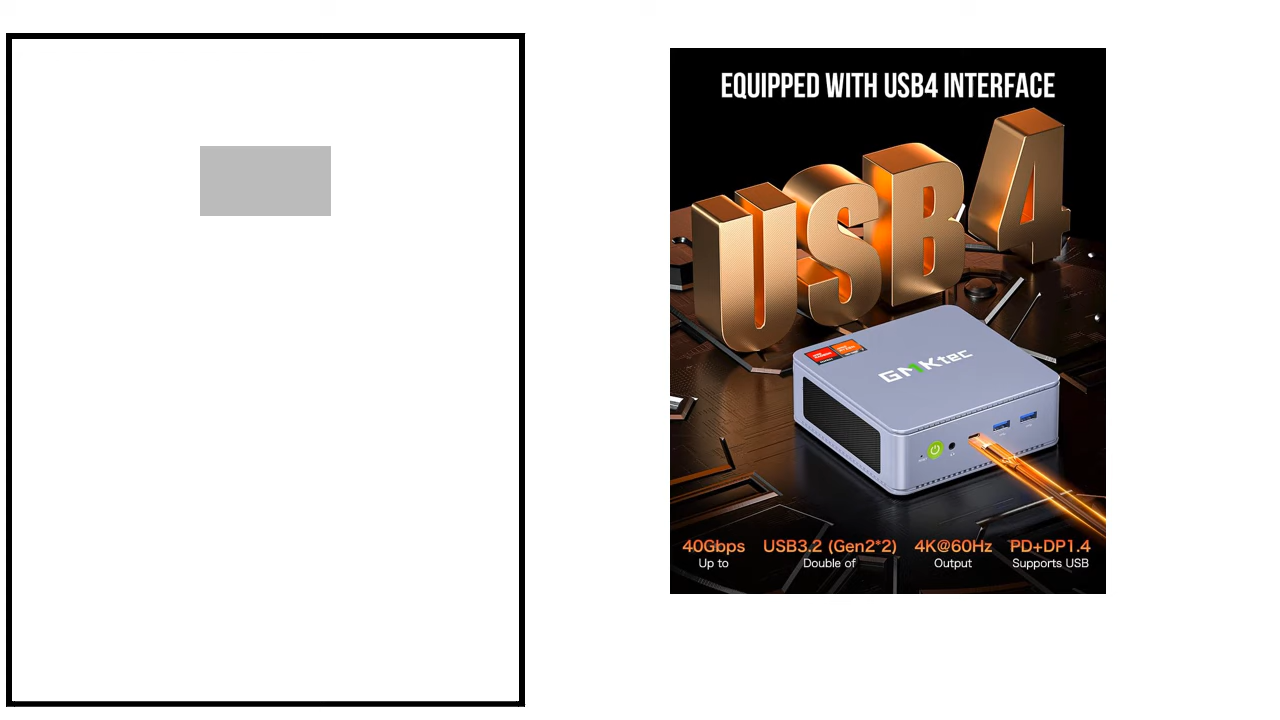 EQUIPPED WITH USB4 INTERFACE
USB4
GMKtec
40Gbps
Up to
USB3.2 (Gen2*2)
Double of
4K@60Hz
Output
PD+DP1.4
Supports USB